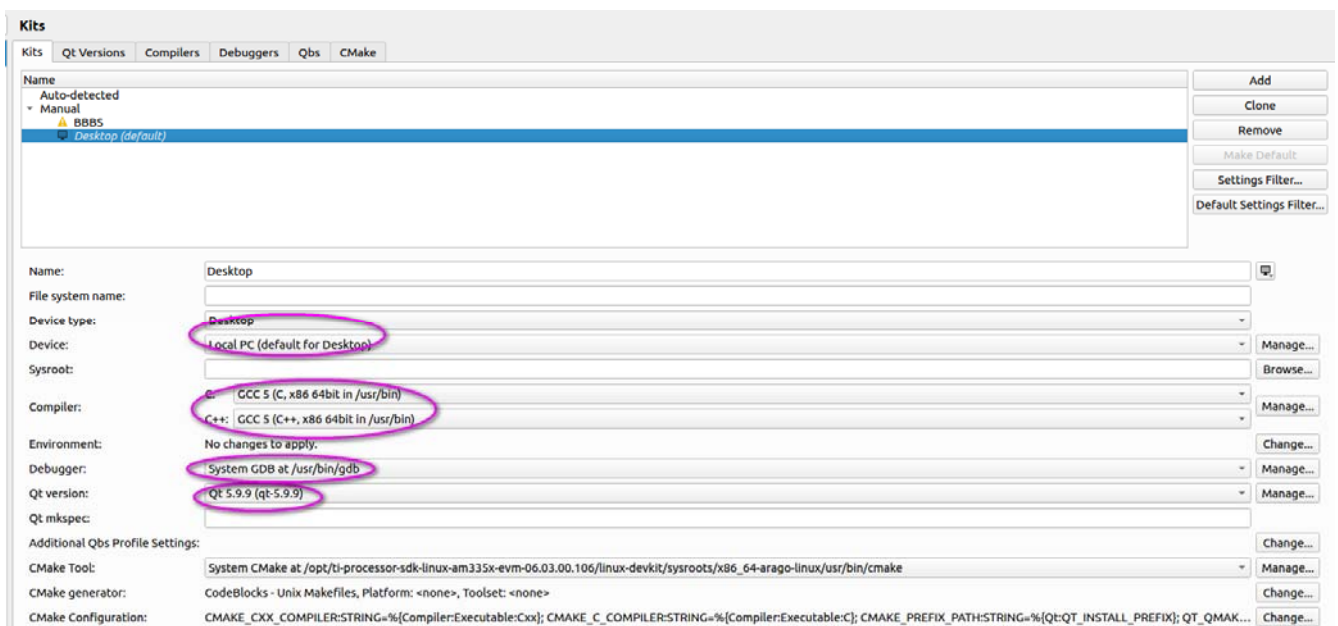 Kits
Kits Qt Versions Compilers Debuggers Qbs CMake
Name
Add
Auto-detected
Clone
Manual
BBBS
Remove
Desktop (default)
Make Default
Settings Filter...
Default Settings Filter...
Name: Desktop
File system name:
Device type: Desktop
Device: Local PC (default for Desktop) Manage...
Sysroot: Browse...
Compiler: C: GCC 5 (C, x86 64bit in /usr/bin) Manage...
C++: GCC 5 (C++, x86 64bit in /usr/bin)
Environment: No changes to apply. Change...
Debugger: System GDB at /usr/bin/gdb Manage...
Qt version: Qt 5.9.9 (qt-5.9.9) Manage...
Qt mkspec:
Additional Qbs Profile Settings: Change...
CMake Tool: System CMake at /opt/ti-processor-sdk-linux-am335x-evm-06.03.00.106/linux-devkit/sysroots/x86_64-arago-linux/usr/bin/cmake Manage...
CMake generator: CodeBlocks - Unix Makefiles, Platform: <none>, Toolset: <none> Change...
CMake Configuration: CMAKE_CXX_COMPILER:STRING=%{Compiler:Executable:Cxx}; CMAKE_C_COMPILER:STRING=%{Compiler:Executable:C}; CMAKE_PREFIX_PATH:STRING=%{Qt:QT_INSTALL_PREFIX}; QT_QMAK... Change...